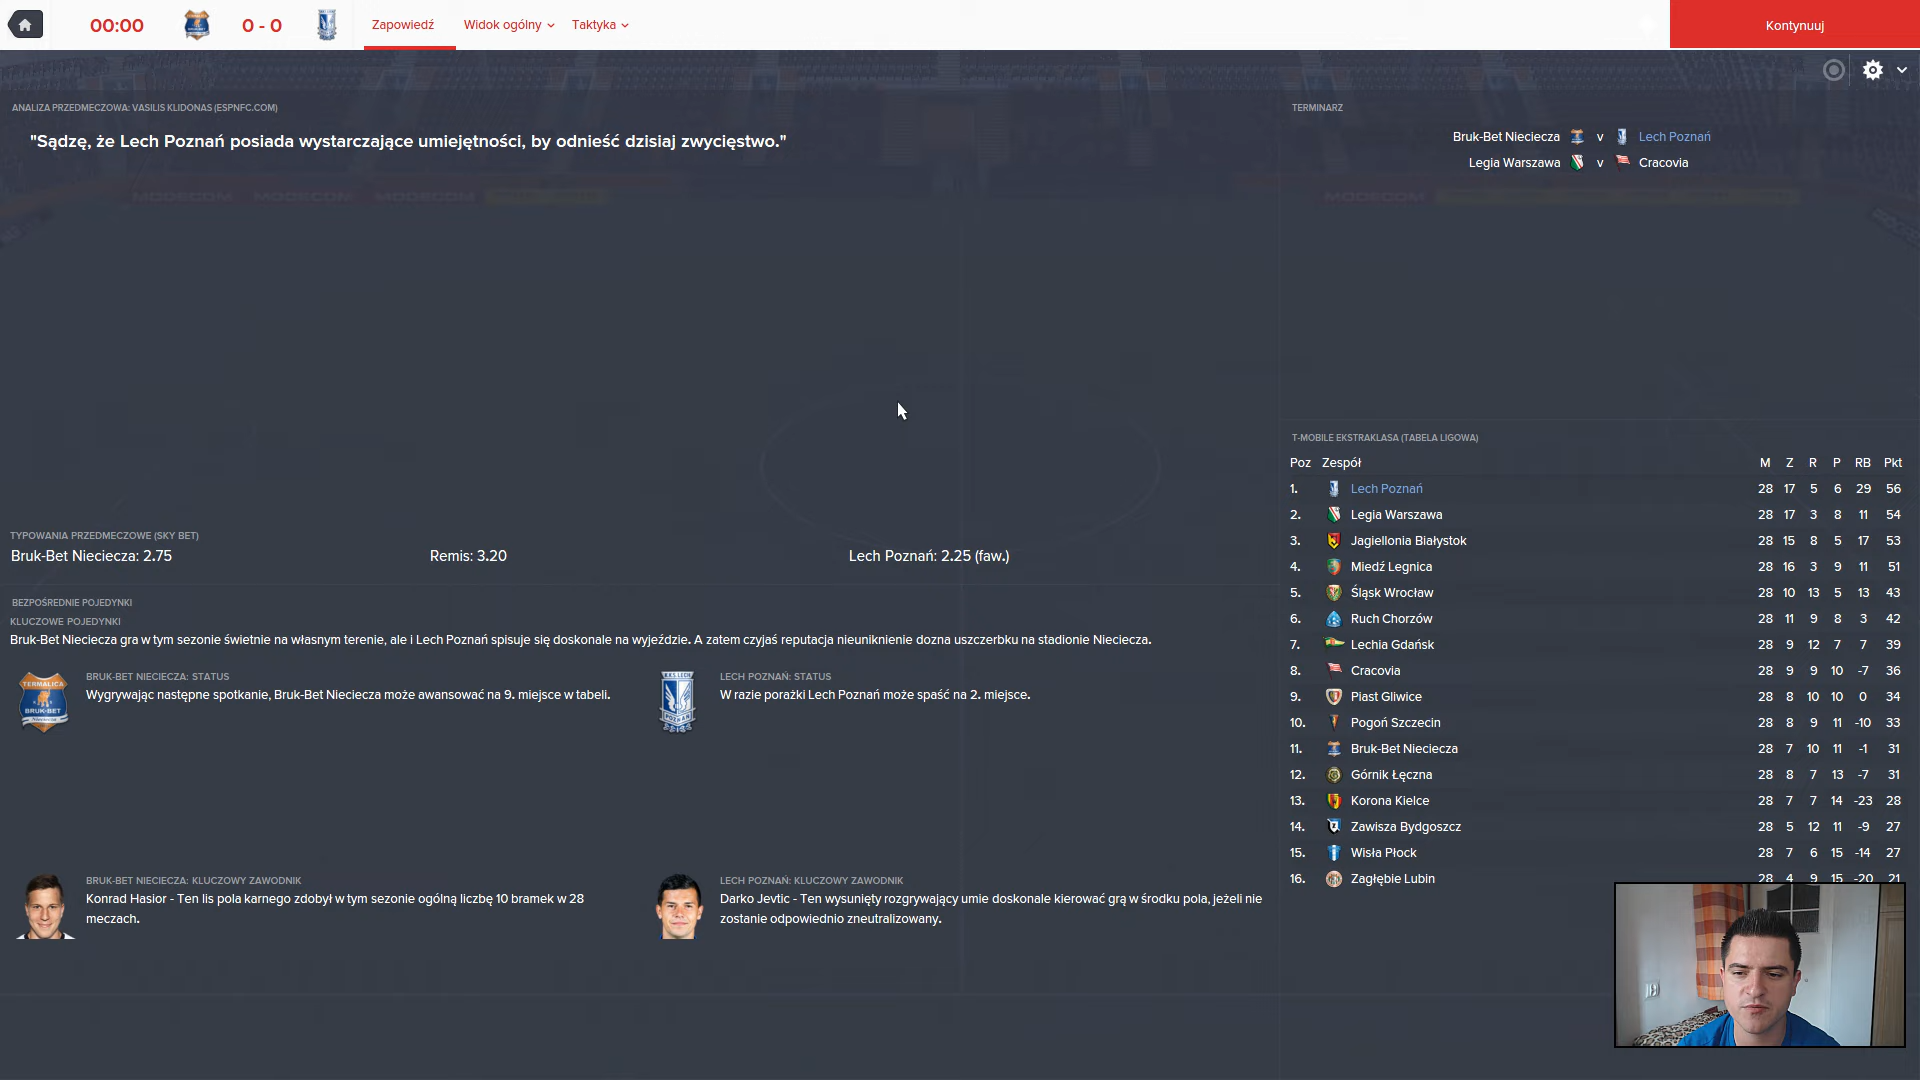 00:00
0 - 0
Zapowiedź
Widok ogólny
Taktyka
Kontynuuj
ANALIZA PRZEDMECZOWA: VASILIS KLIDONAS (ESPNFC.COM)
"Sądzę, że Lech Poznań posiada wystarczające umiejętności, by odnieść dzisiaj zwycięstwo."
TERMINARZ
Bruk-Bet Nieciecza v Lech Poznań
Legia Warszawa v Cracovia
MODECOM MODECOM MODECOM
MODECOM
TYPOWANIA PRZEDMECZOWE (SKY BET)
Bruk-Bet Nieciecza: 2.75
Remis: 3.20
Lech Poznań: 2.25 (faw.)
BEZPOŚREDNIE POJEDYNKI
KLUCZOWE POJEDYNKI
Bruk-Bet Nieciecza gra w tym sezonie świetnie na własnym terenie, ale i Lech Poznań spisuje się doskonale na wyjeździe. A zatem czyjaś reputacja nieuniknienie dozna uszczerbku na stadionie Nieciecza.
BRUK-BET NIECIECZA: STATUS
Wygrywając następne spotkanie, Bruk-Bet Nieciecza może awansować na 9. miejsce w tabeli.
TERMALICA
BRUK-BET
LECH POZNAŃ: STATUS
W razie porażki Lech Poznań może spaść na 2. miejsce.
BRUK-BET NIECIECZA: KLUCZOWY ZAWODNIK
Konrad Hasior - Ten lis pola karnego zdobył w tym sezonie ogólną liczbę 10 bramek w 28
meczach.
LECH POZNAŃ: KLUCZOWY ZAWODNIK
Darko Jevtic - Ten wysunięty rozgrywający umie doskonale kierować grą w środku pola, jeżeli nie
zostanie odpowiednio zneutralizowany.
T-MOBILE EKSTRAKLASA (TABELA LIGOWA)
Poz Zespół M Z R P RB Pkt
1. Lech Poznań 28 17 5 6 29 56
2. Legia Warszawa 28 17 3 8 11 54
3. Jagiellonia Białystok 28 15 8 5 17 53
4. Miedź Legnica 28 16 3 9 11 51
5. Śląsk Wrocław 28 10 13 5 13 43
6. Ruch Chorzów 28 11 9 8 3 42
7. Lechia Gdańsk 28 9 12 7 7 39
8. Cracovia 28 9 9 10 -7 36
9. Piast Gliwice 28 8 10 10 0 34
10. Pogoń Szczecin 28 8 9 11 -10 33
11. Bruk-Bet Nieciecza 28 7 10 11 -1 31
12. Górnik Łęczna 28 8 7 13 -7 31
13. Korona Kielce 28 7 7 14 -23 28
14. Zawisza Bydgoszcz 28 5 12 11 -9 27
15. Wisła Płock 28 7 6 15 -14 27
16. Zagłębie Lubin 28 4 9 15 -20 21